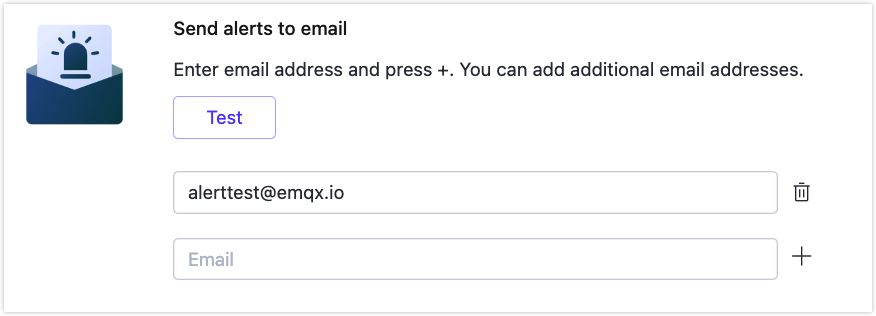 Send alerts to email
Enter email address and press +. You can add additional email addresses.
Test
alerttest@emqx.io
Email